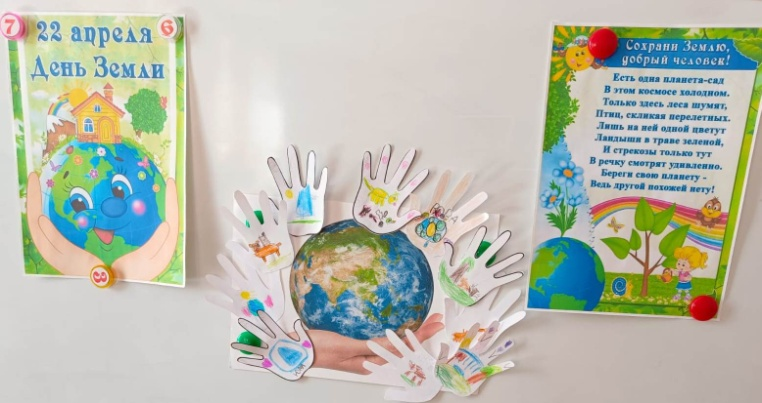 7
6
22 апреля
День Земли
Сохрани Землю,
добрый человек!
Есть одна планета-сад
В этом космосе холодном.
Только здесь леса шумят,
Птиц скликая перелетных.
Лишь на ней одной цветут
Ландыши в траве зеленой,
И стрекозы только тут
В речку смотрят удивленно.
Береги свою планету -
Ведь другой похожей нету!